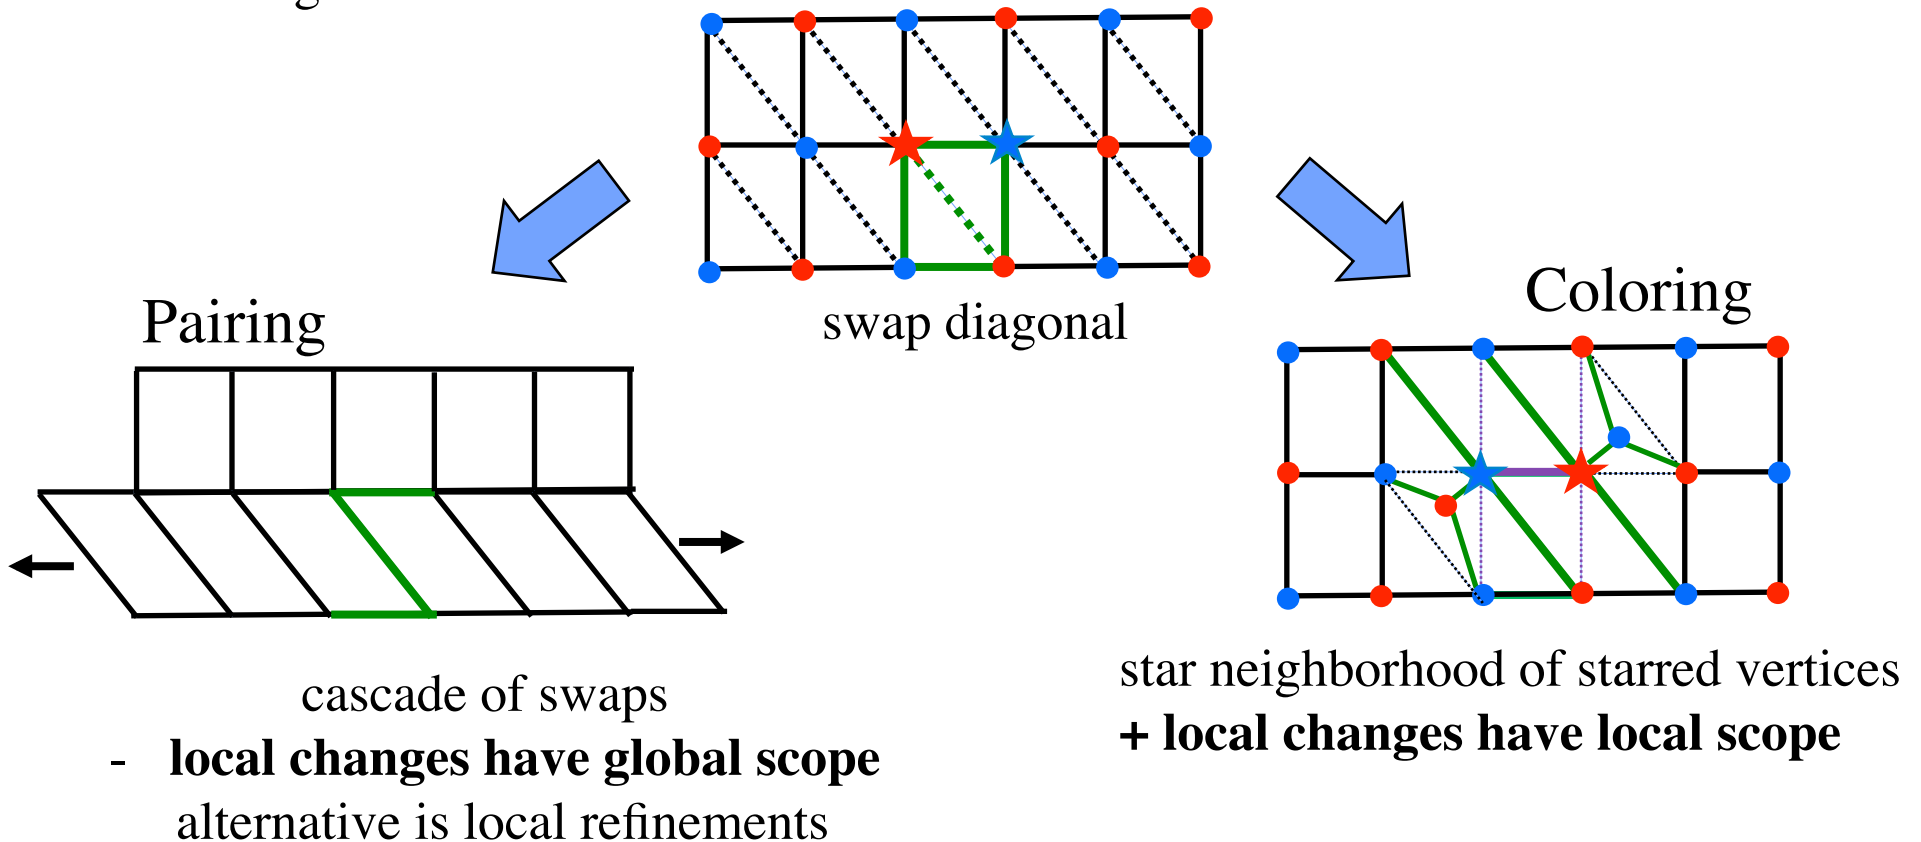 swap diagonal
Pairing
Coloring
cascade of swaps
- local changes have global scope
alternative is local refinements
star neighborhood of starred vertices
+ local changes have local scope